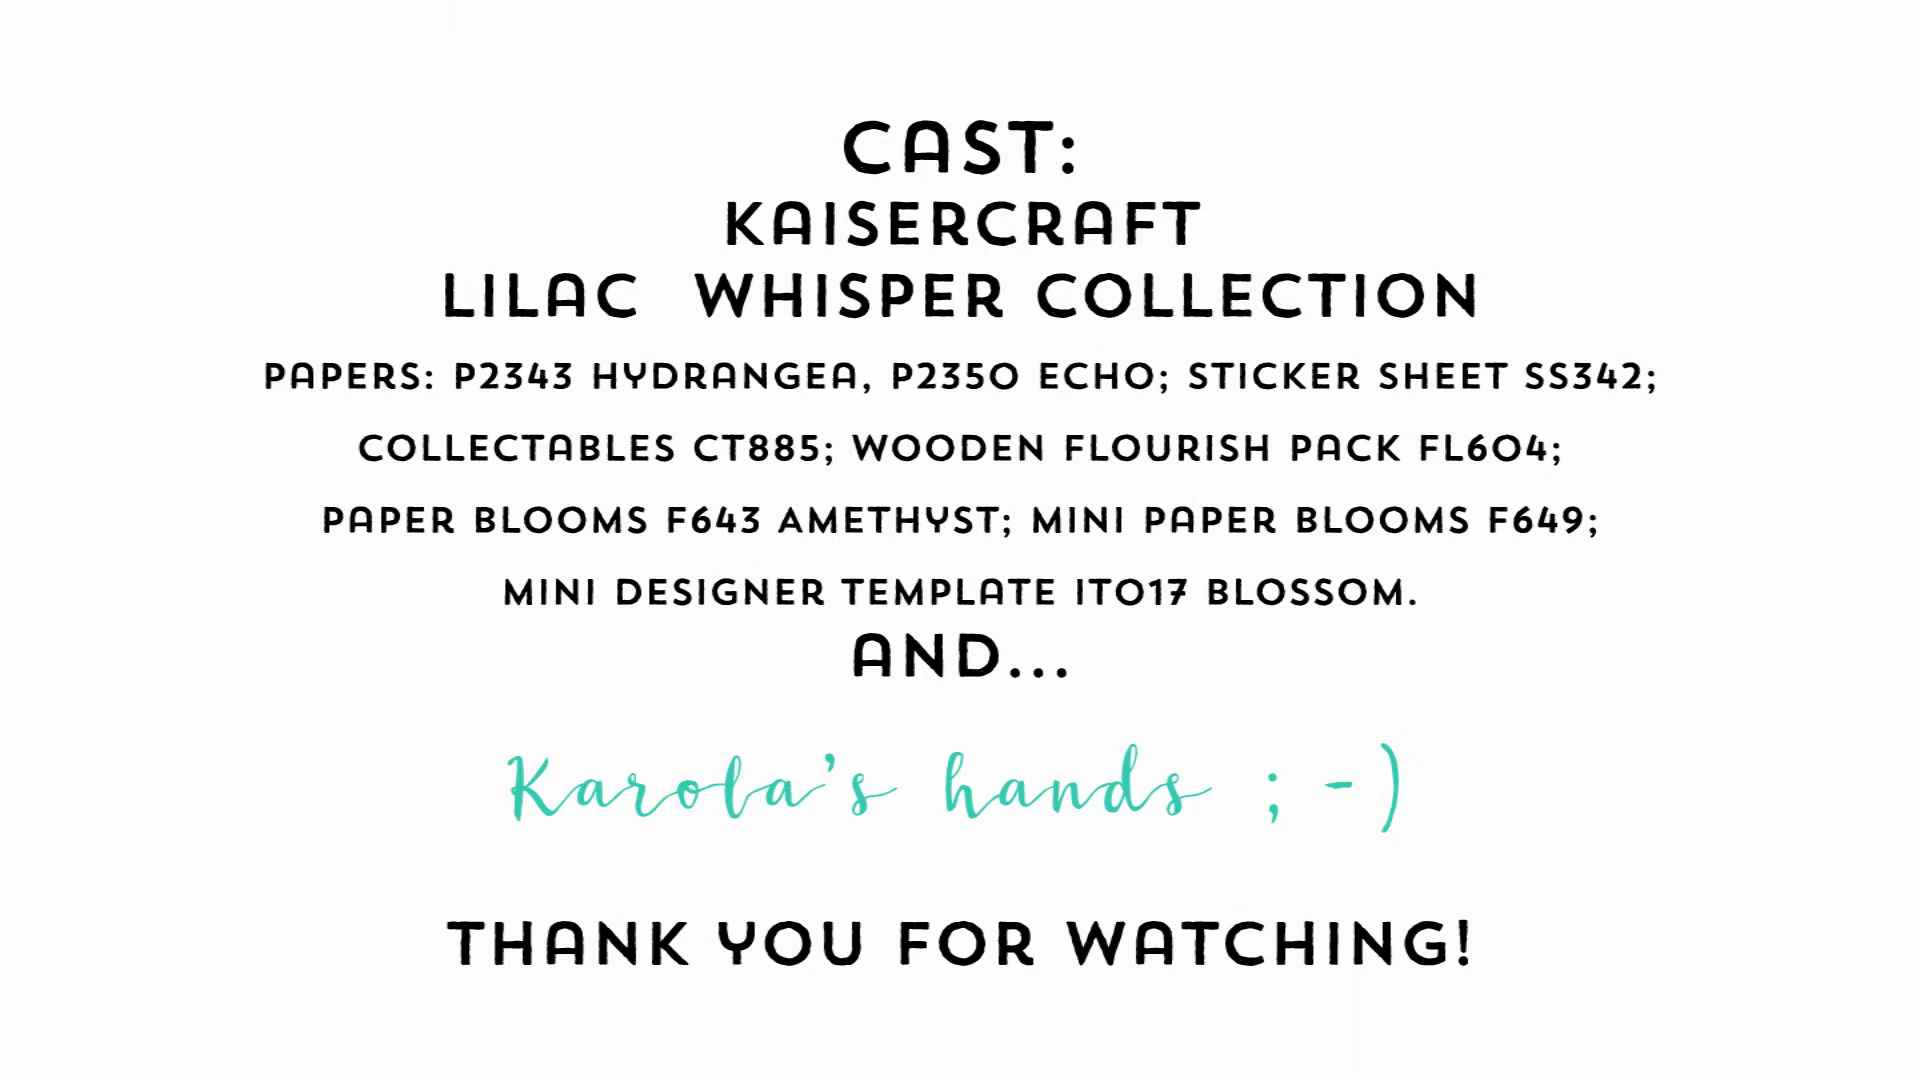 CAST:
KAISERCRAFT
LILAC WHISPER COLLECTION
PAPERS: P2343 HYDRANGEA, P2350 ECHO; STICKER SHEET SS342;
COLLECTABLES CT885; WOODEN FLOURISH PACK FL604;
PAPER BLOOMS F643 AMETHYST; MINI PAPER BLOOMS F649;
MINI DESIGNER TEMPLATE IT017 BLOSSOM.
AND...
Karola's hands ;-)
THANK YOU FOR WATCHING!